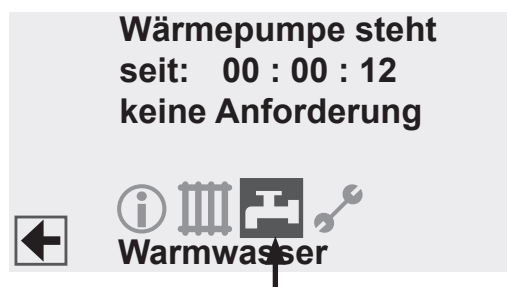 Wärmepumpe steht
seit: 00 : 00 : 12
keine Anforderung
Warmwasser